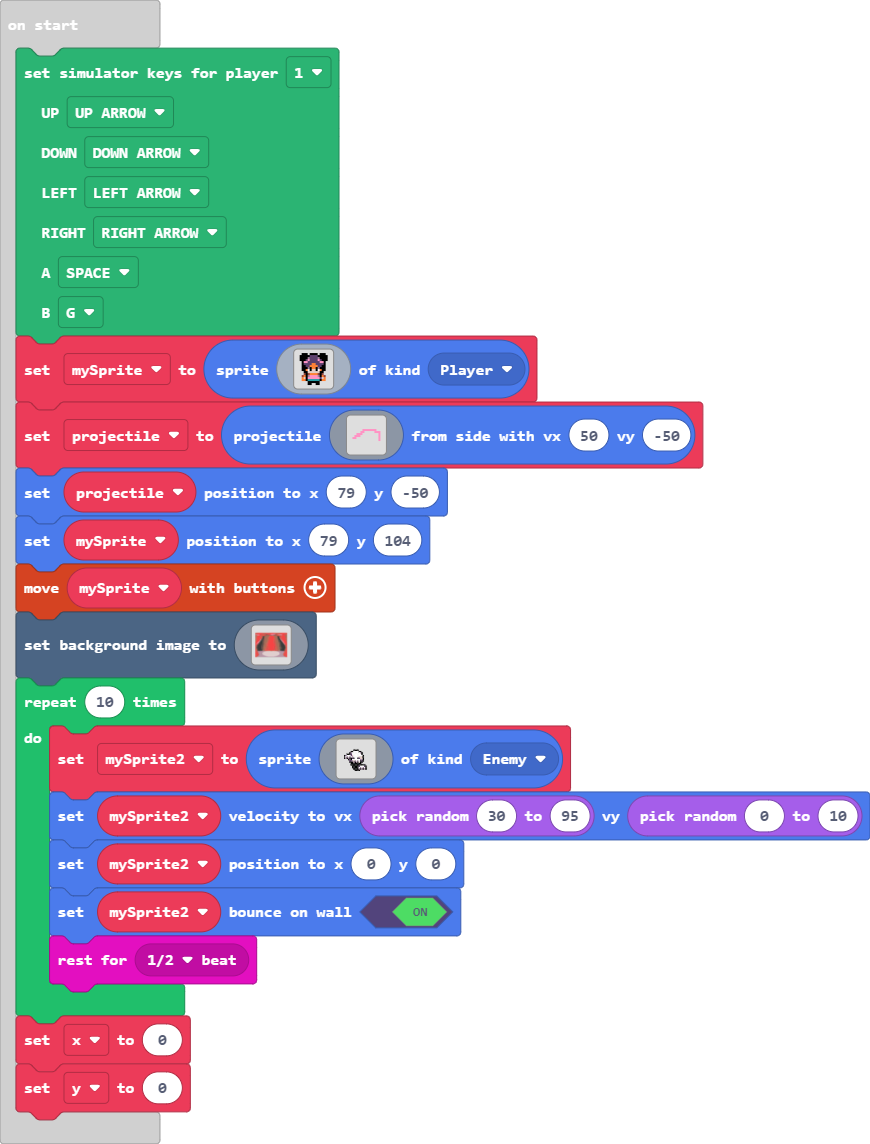 on start
set simulator keys for player 1
UP UP ARROW
DOWN DOWN ARROW
LEFT LEFT ARROW
RIGHT RIGHT ARROW
A SPACE
B G
set mySprite to sprite of kind Player
set projectile to projectile from side with vx 50 vy -50
set projectile position to x 79 y -50
set mySprite position to x 79 y 104
move mySprite with buttons
set background image to
repeat 10 times
do
set mySprite2 to sprite of kind Enemy
set mySprite2 velocity to vx pick random 30 to 95 vy pick random 0 to 10
set mySprite2 position to x 0 y 0
set mySprite2 bounce on wall ON
rest for 1/2 beat
set x to 0
set y to 0